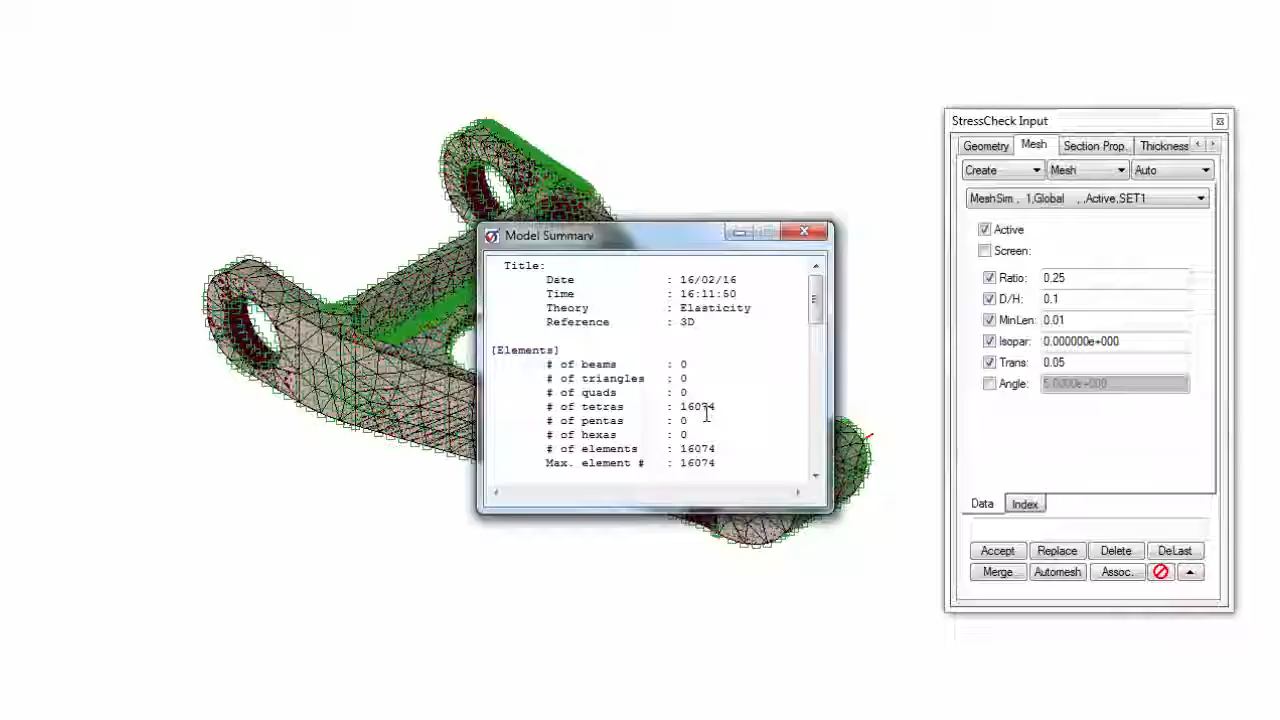 Model Summary
Title:
Date : 16/02/16
Time : 16:11:50
Theory : Elasticity
Reference : 3D
[Elements]
# of beams : 0
# of triangles : 0
# of quads : 0
# of tetras : 16074
# of pentas : 0
# of hexas : 0
# of elements : 16074
Max. element # : 16074
StressCheck Input
Geometry Mesh Section Prop. Thickness
Create Mesh Auto
MeshSim , 1,Global , ,Active,SET1
Active
Screen:
Ratio: 0.25
D/H: 0.1
MinLen: 0.01
Isopar: 0.000000e+000
Trans: 0.05
Angle: 5.0000e+000
Data Index
Accept Replace Delete DeLast
Merge Automesh Assoc.